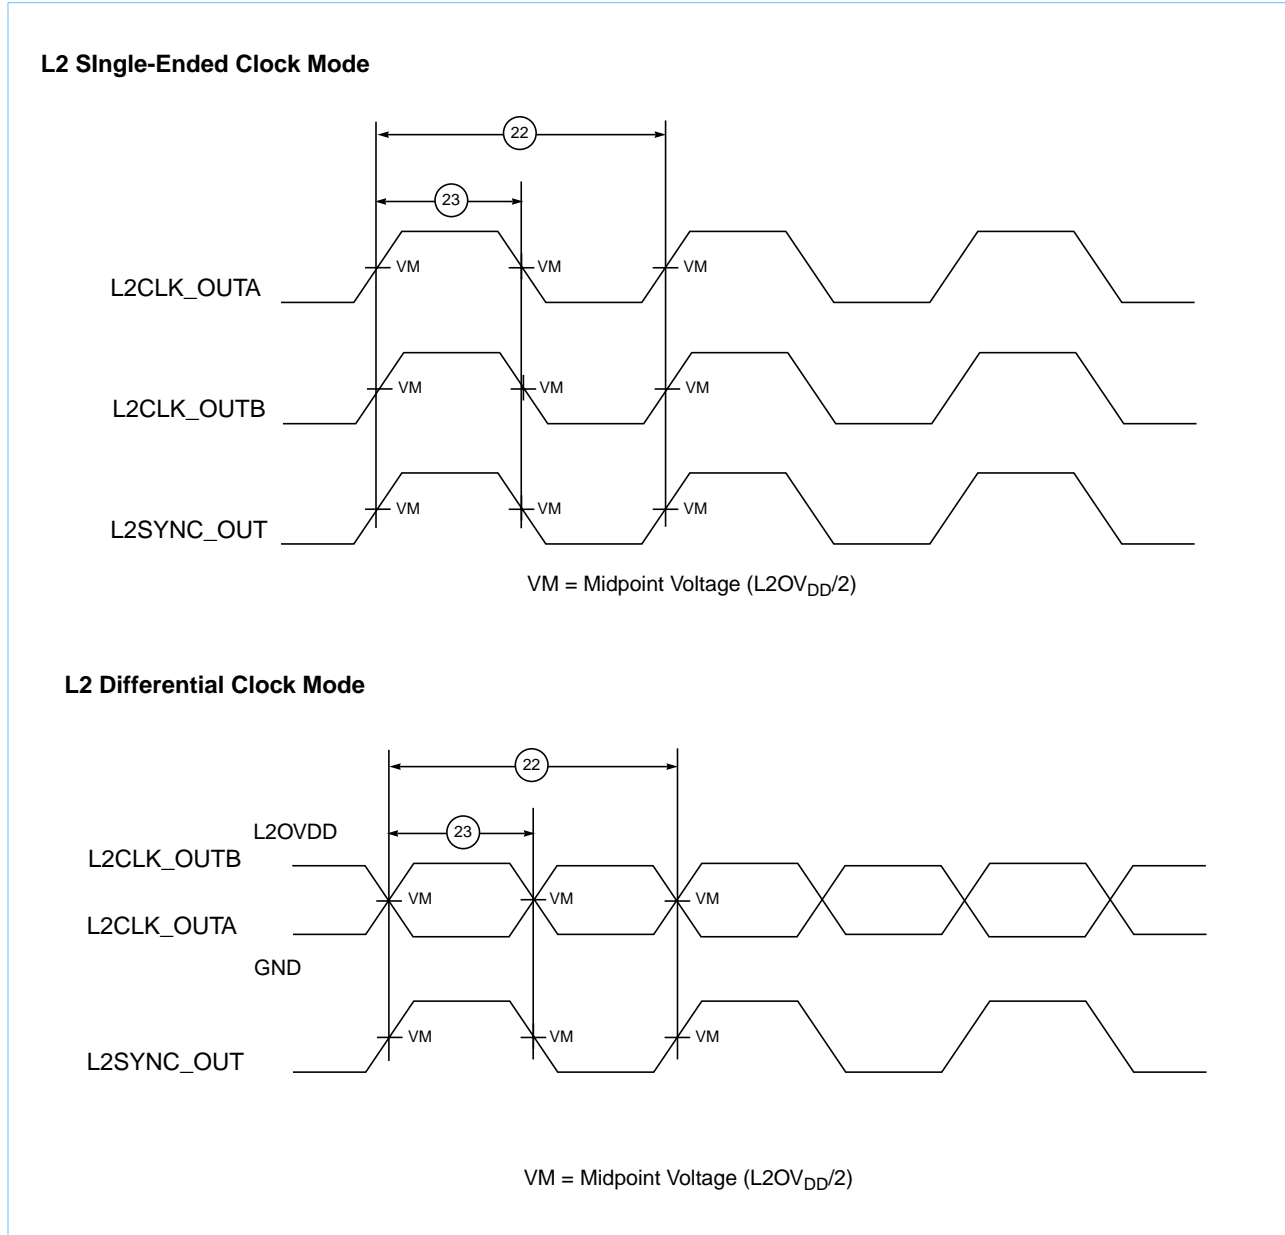 L2 SIngle-Ended Clock Mode
22
23
VM VM VM
L2CLK_OUTA
VM VM VM
L2CLK_OUTB
VM VM VM
L2SYNC_OUT
VM = Midpoint Voltage (L2OVDD/2)
L2 Differential Clock Mode
22
L2OVDD 23
L2CLK_OUTB
VM VM VM
L2CLK_OUTA
GND
VM VM VM
L2SYNC_OUT
VM = Midpoint Voltage (L2OVDD/2)